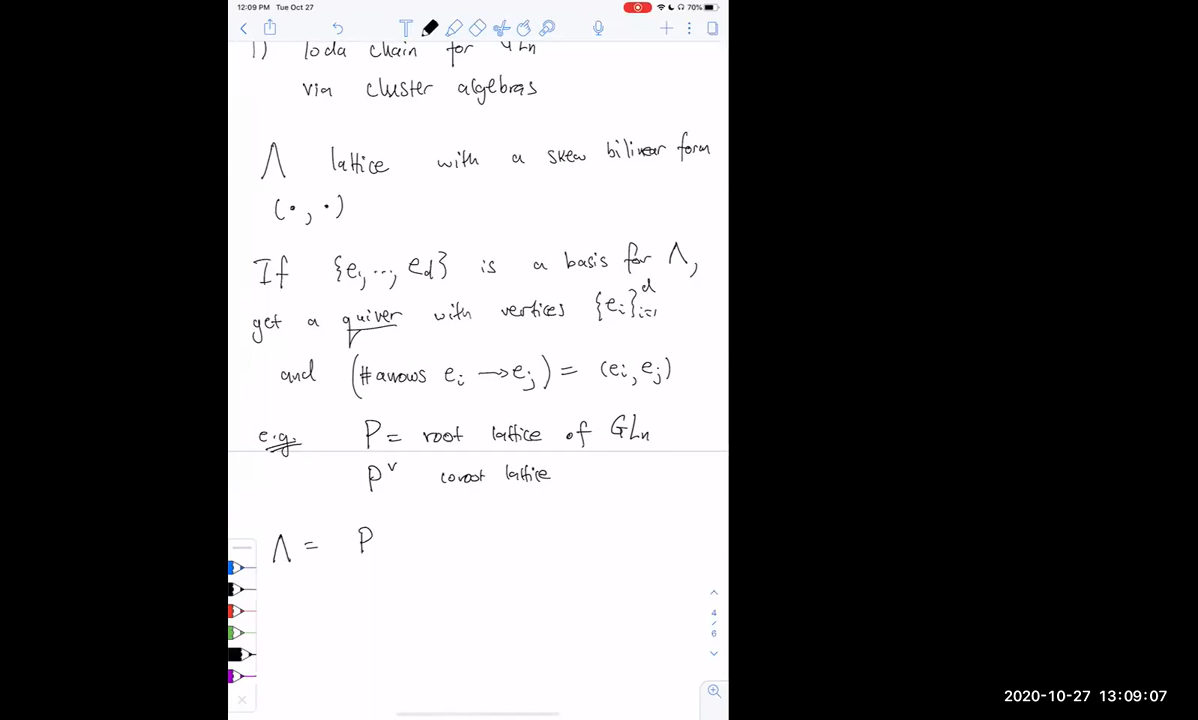 12:09 PM Tue Oct 27
70%
1) Toda chain for GLn
via cluster algebras
Λ lattice with a skew bilinear form
(·, ·)
If {e₁, ..., e_d} is a basis for Λ,
get a quiver with vertices {eᵢ}ᵢ₌₁ᵈ
and (#arrows eᵢ → eⱼ) = (eᵢ, eⱼ)
e.g. P = root lattice of GLn
P^∨ coroot lattice
Λ = P
4
/
6
2020-10-27 13:09:07